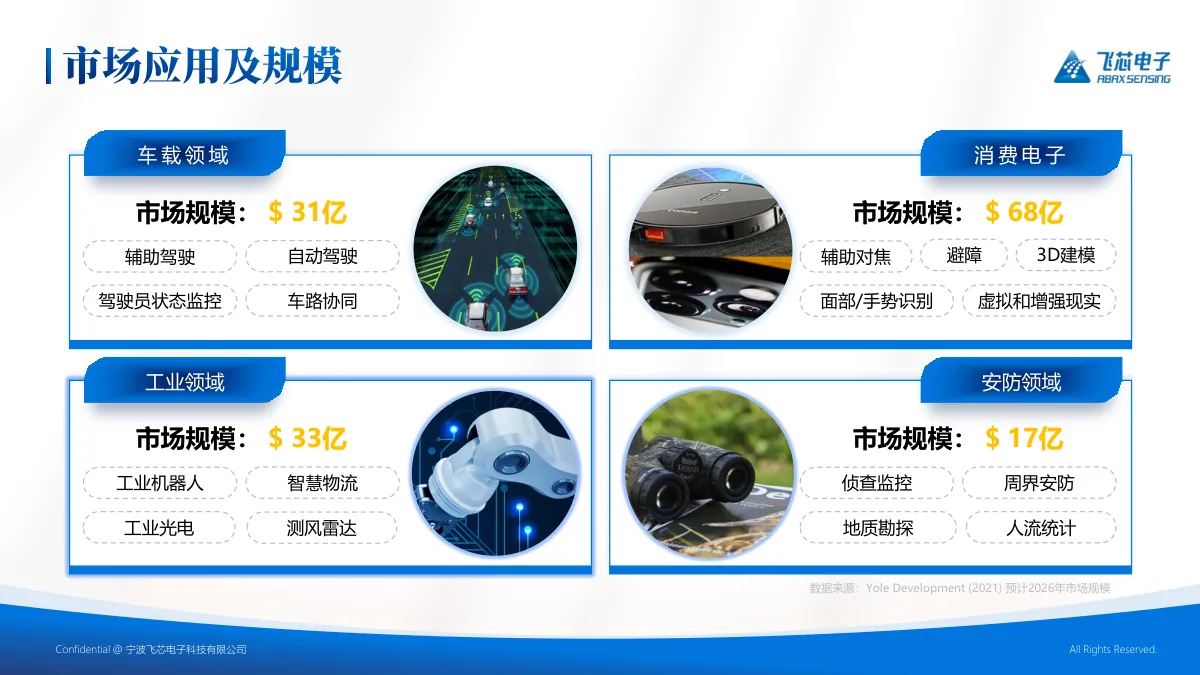 市场应用及规模
飞芯电子
ABAX SENSING
车载领域
市场规模： $ 31亿
辅助驾驶 自动驾驶
驾驶员状态监控 车路协同
消费电子
市场规模： $ 68亿
辅助对焦 避障 3D建模
面部/手势识别 虚拟和增强现实
工业领域
市场规模： $ 33亿
工业机器人 智慧物流
工业光电 测风雷达
安防领域
市场规模： $ 17亿
侦查监控 周界安防
地质勘探 人流统计
数据来源：Yole Development (2021) 预计2026年市场规模
Confidential @ 宁波飞芯电子科技有限公司
All Rights Reserved.